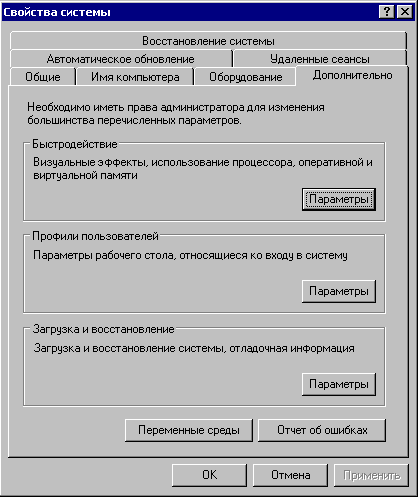 Свойства системы
Восстановление системы
Автоматическое обновление
Удаленные сеансы
Общие
Имя компьютера
Оборудование
Дополнительно
Необходимо иметь права администратора для изменения
большинства перечисленных параметров.
Быстродействие
Визуальные эффекты, использование процессора, оперативной и
виртуальной памяти
Параметры
Профили пользователей
Параметры рабочего стола, относящиеся ко входу в систему
Параметры
Загрузка и восстановление
Загрузка и восстановление системы, отладочная информация
Параметры
Переменные среды
Отчет об ошибках
OK
Отмена
Применить